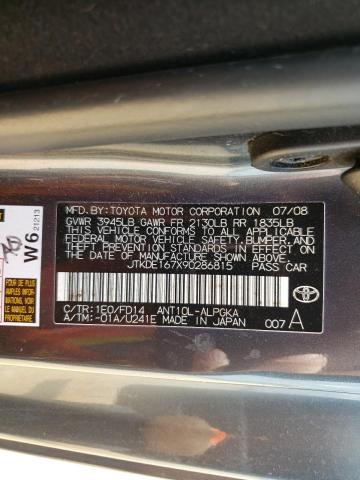 MFD. BY: TOYOTA MOTOR CORPORATION 07/08
GVWR 3945LB GAWR FR 2130LB RR 1835LB
THIS VEHICLE CONFORMS TO ALL APPLICABLE
FEDERAL MOTOR VEHICLE SAFETY, BUMPER, AND
THEFT PREVENTION STANDARDS IN EFFECT ON
THE DATE OF MANUFACTURE SHOWN ABOVE.
JTKDE167X90286815 PASS. CAR
C/TR: 1E0/FD14 ANT10L-ALPGKA
A/TM: -01A/U241E MADE IN JAPAN
007 A
W6
21213